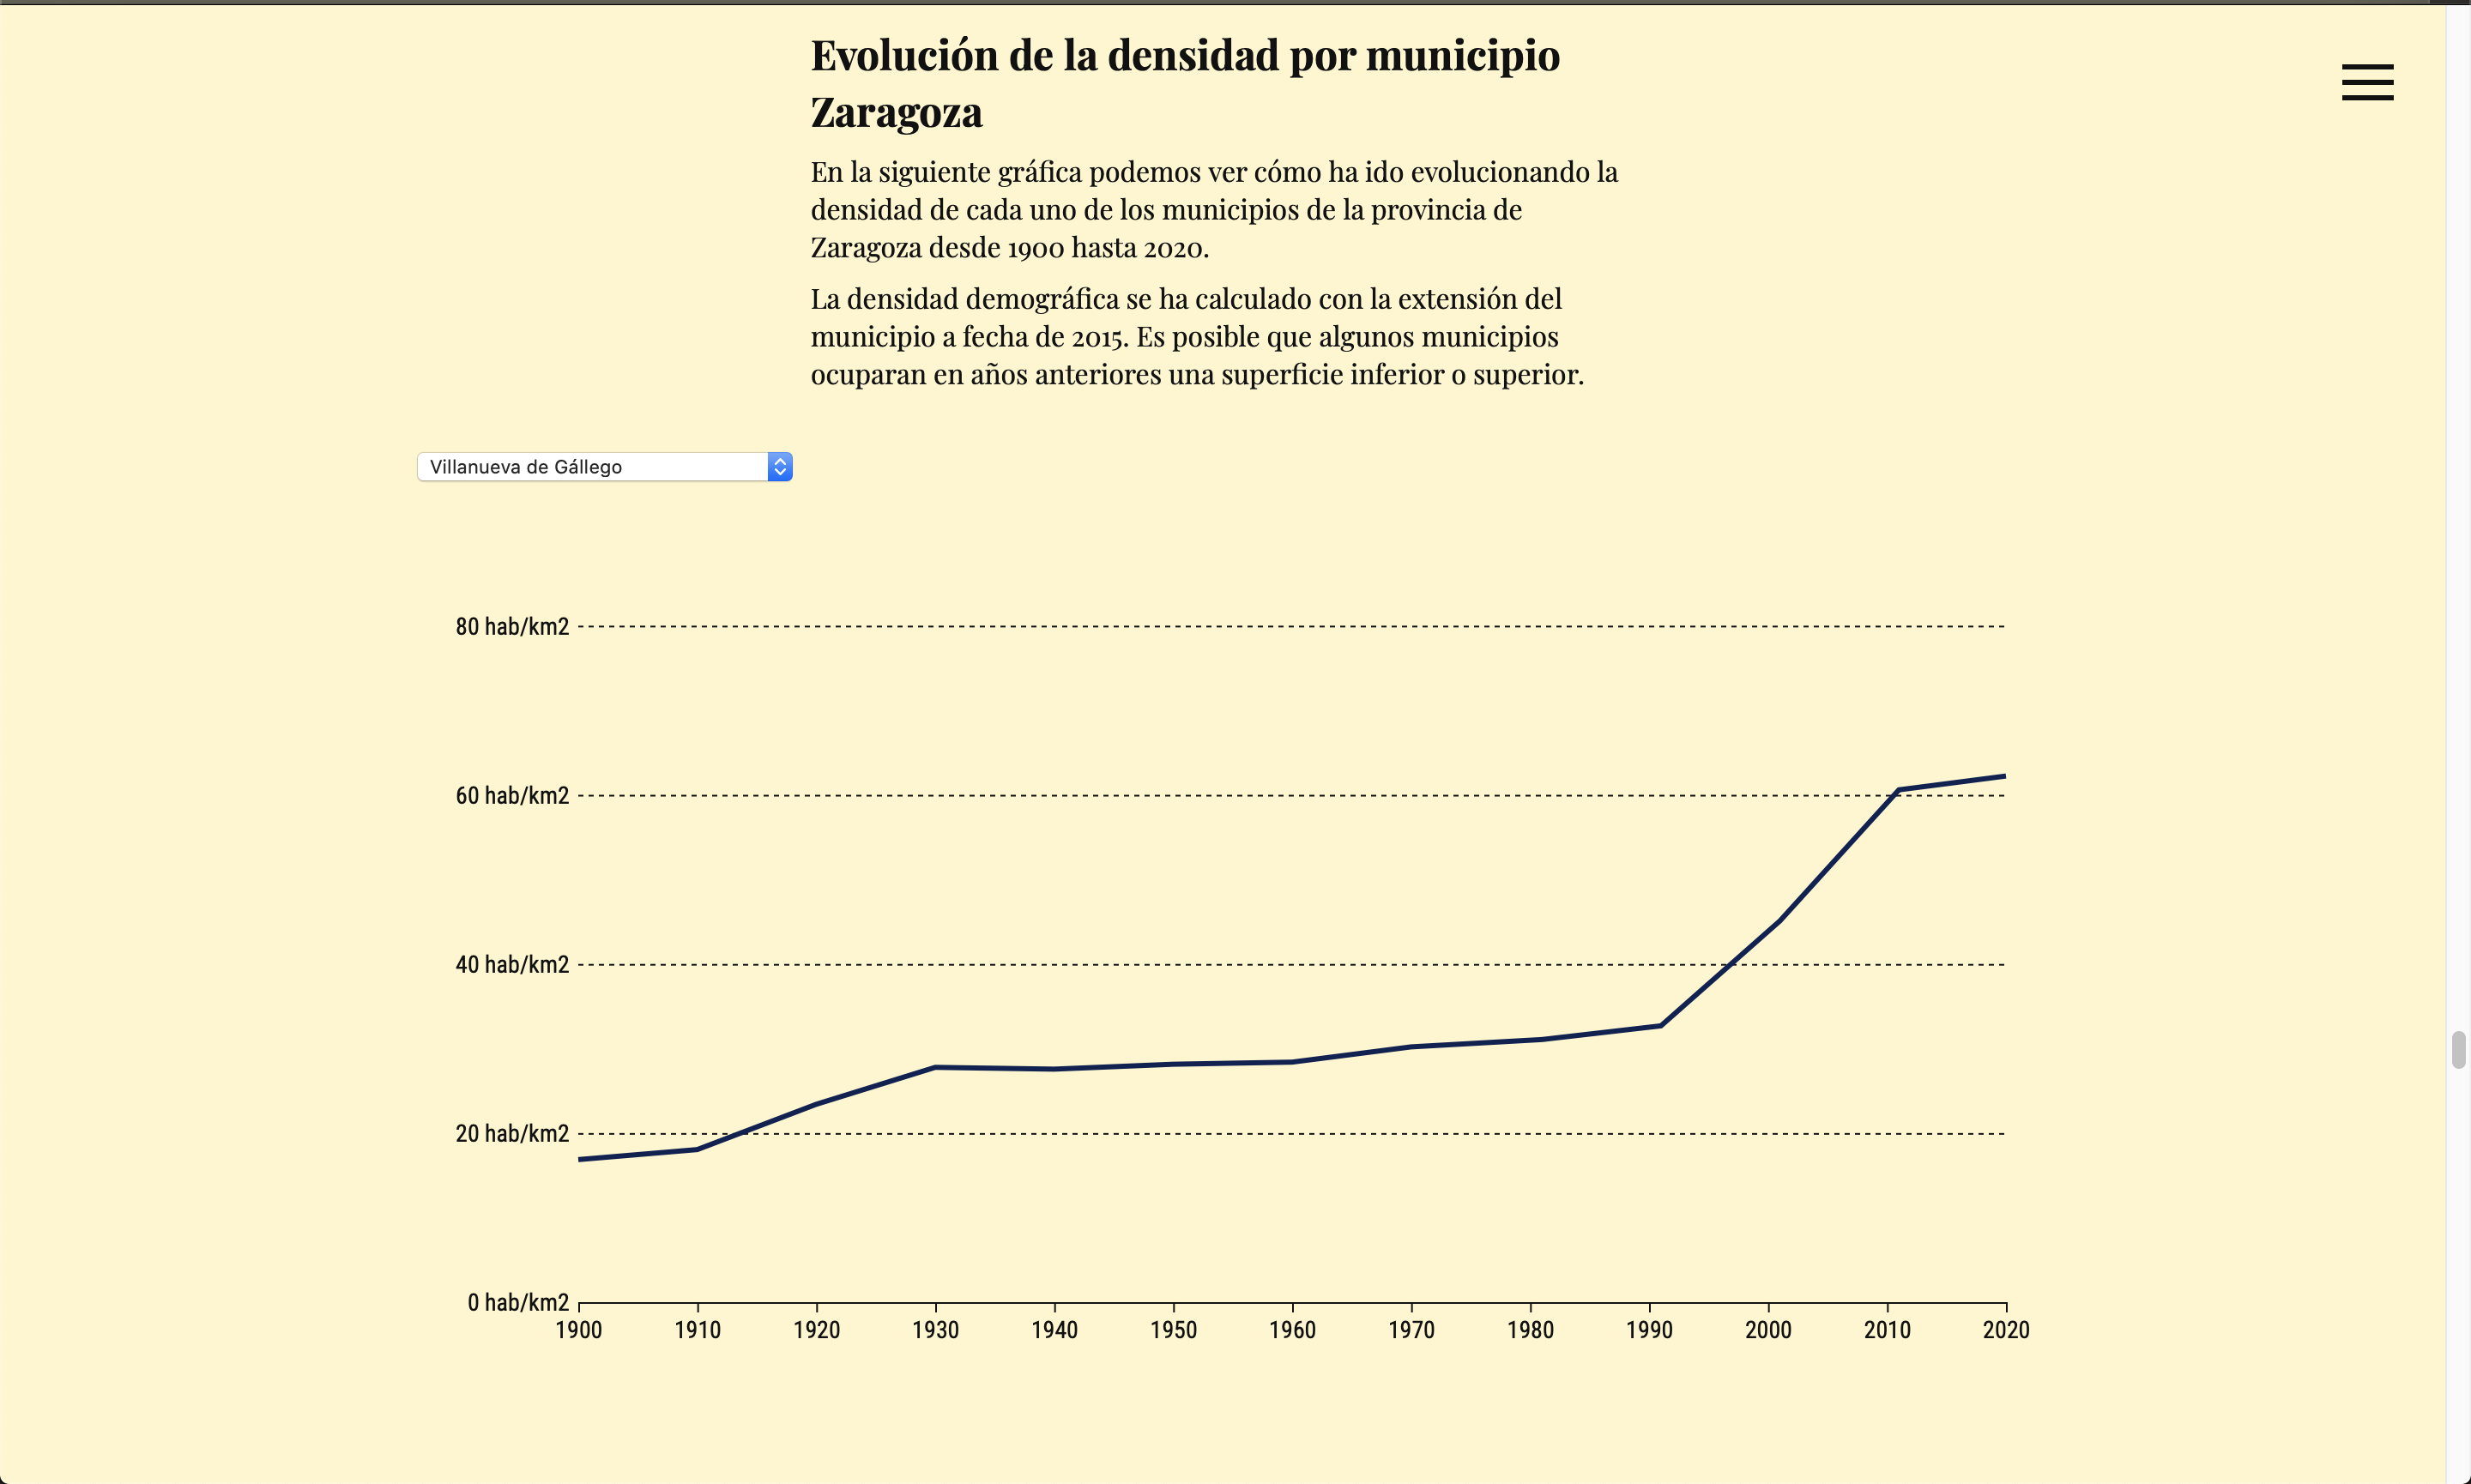 Evolución de la densidad por municipio
Zaragoza
En la siguiente gráfica podemos ver cómo ha ido evolucionando la
densidad de cada uno de los municipios de la provincia de
Zaragoza desde 1900 hasta 2020.
La densidad demográfica se ha calculado con la extensión del
municipio a fecha de 2015. Es posible que algunos municipios
ocuparan en años anteriores una superficie inferior o superior.
Villanueva de Gállego
80 hab/km2
60 hab/km2
40 hab/km2
20 hab/km2
0 hab/km2
1900 1910 1920 1930 1940 1950 1960 1970 1980 1990 2000 2010 2020